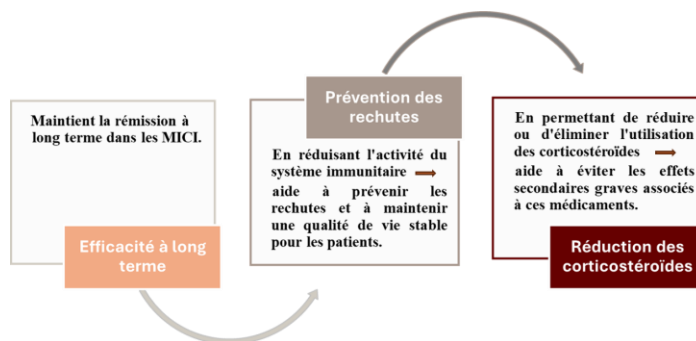 Maintient la rémission à
long terme dans les MICI.
Efficacité à long
terme
Prévention des
rechutes
En réduisant l'activité du
système immunitaire
aide à prévenir les
rechutes et à maintenir
une qualité de vie stable
pour les patients.
En permettant de réduire
ou d'éliminer l'utilisation
des corticostéroïdes
aide à éviter les effets
secondaires graves associés
à ces médicaments.
Réduction des
corticostéroïdes